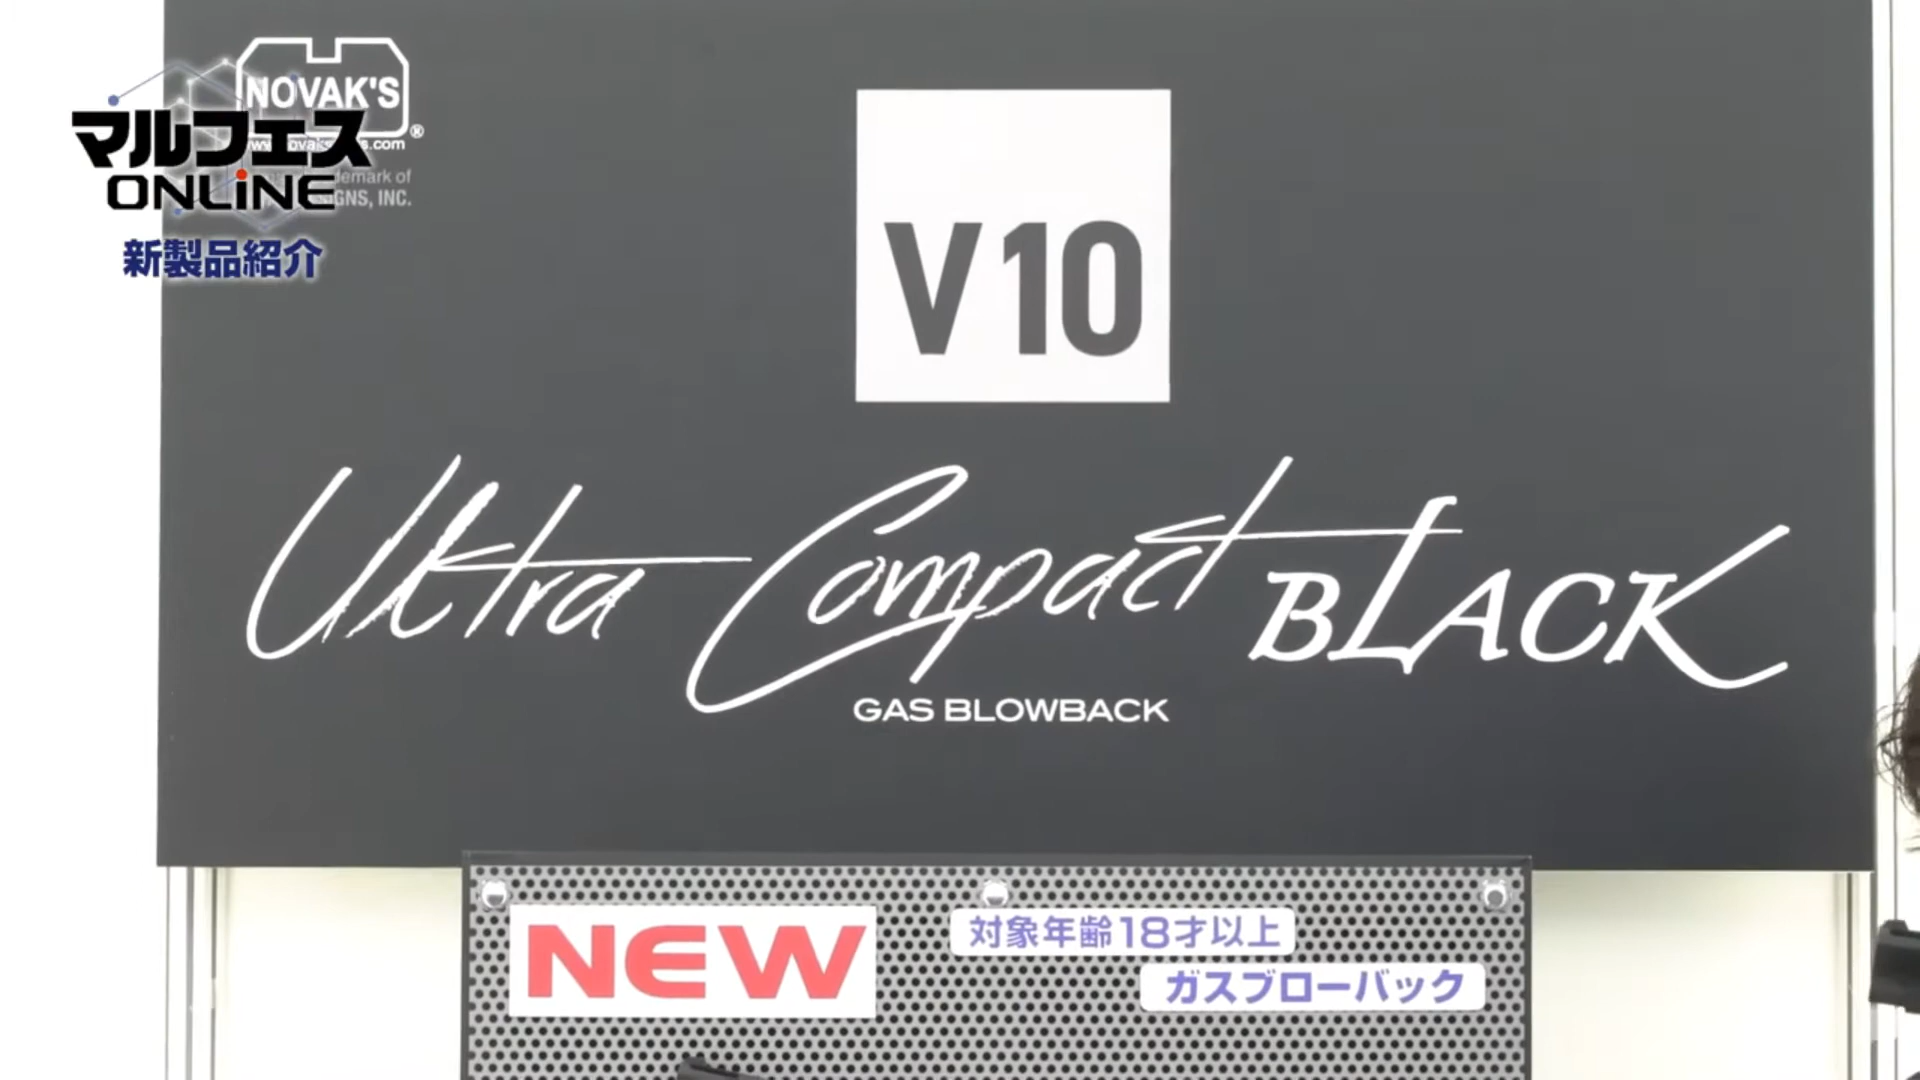 NOVAK'S
マルフェス
ONLiNE
新製品紹介
V10
Ultra Compact BLACK
GAS BLOWBACK
NEW
対象年齢18才以上
ガスブローバック